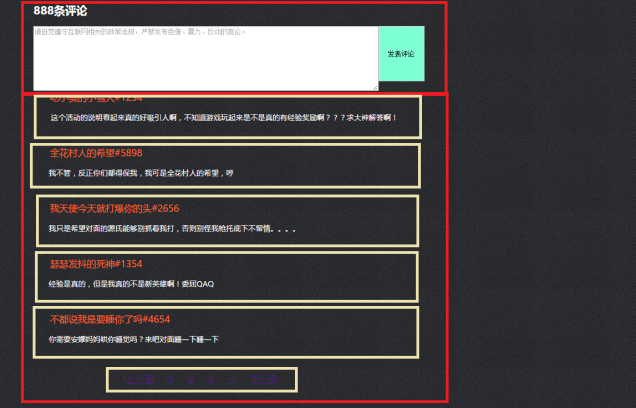 888条评论
请自觉遵守互联网相关的政策法规，严禁发布色情、暴力、反动的言论。
发表评论
#1234
这个活动的说明看起来真的好吸引人啊，不知道游戏玩起来是不是真的有经验奖励啊？？？求大神解答啊！
全花村人的希望#5898
我不管，反正你们都得保我，我可是全花村人的希望，哼
我天使今天就打爆你的头#2656
我只是希望对面的源氏能够别抓着我打，否则别怪我枪托底下不留情。。。。
瑟瑟发抖的死神#1354
经验是真的，但是我真的不是新英雄啊！委屈QAQ
不都说我是要睡你了吗#4654
你需要安娜妈妈哄你睡觉吗？来吧对面睡一下睡一下
上一页
下一页